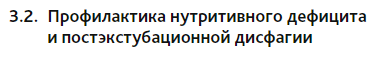 3.2. Профилактика нутритивного дефицита
и постэкстубационной дисфагии